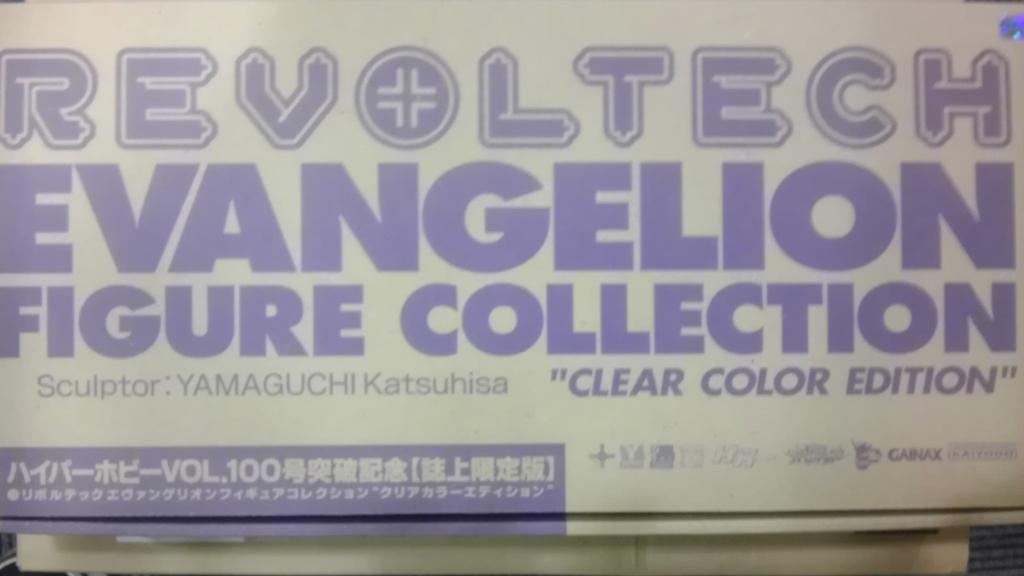 REVOLTECH
EVANGELION
FIGURE COLLECTION
Sculptor:YAMAGUCHI Katsuhisa "CLEAR COLOR EDITION"
ハイパーホビーVOL.100号突破記念【誌上限定版】
●リボルテックエヴァンゲリオンフィギュアコレクション"クリアカラーエディション"
GAINAX KAIYODO